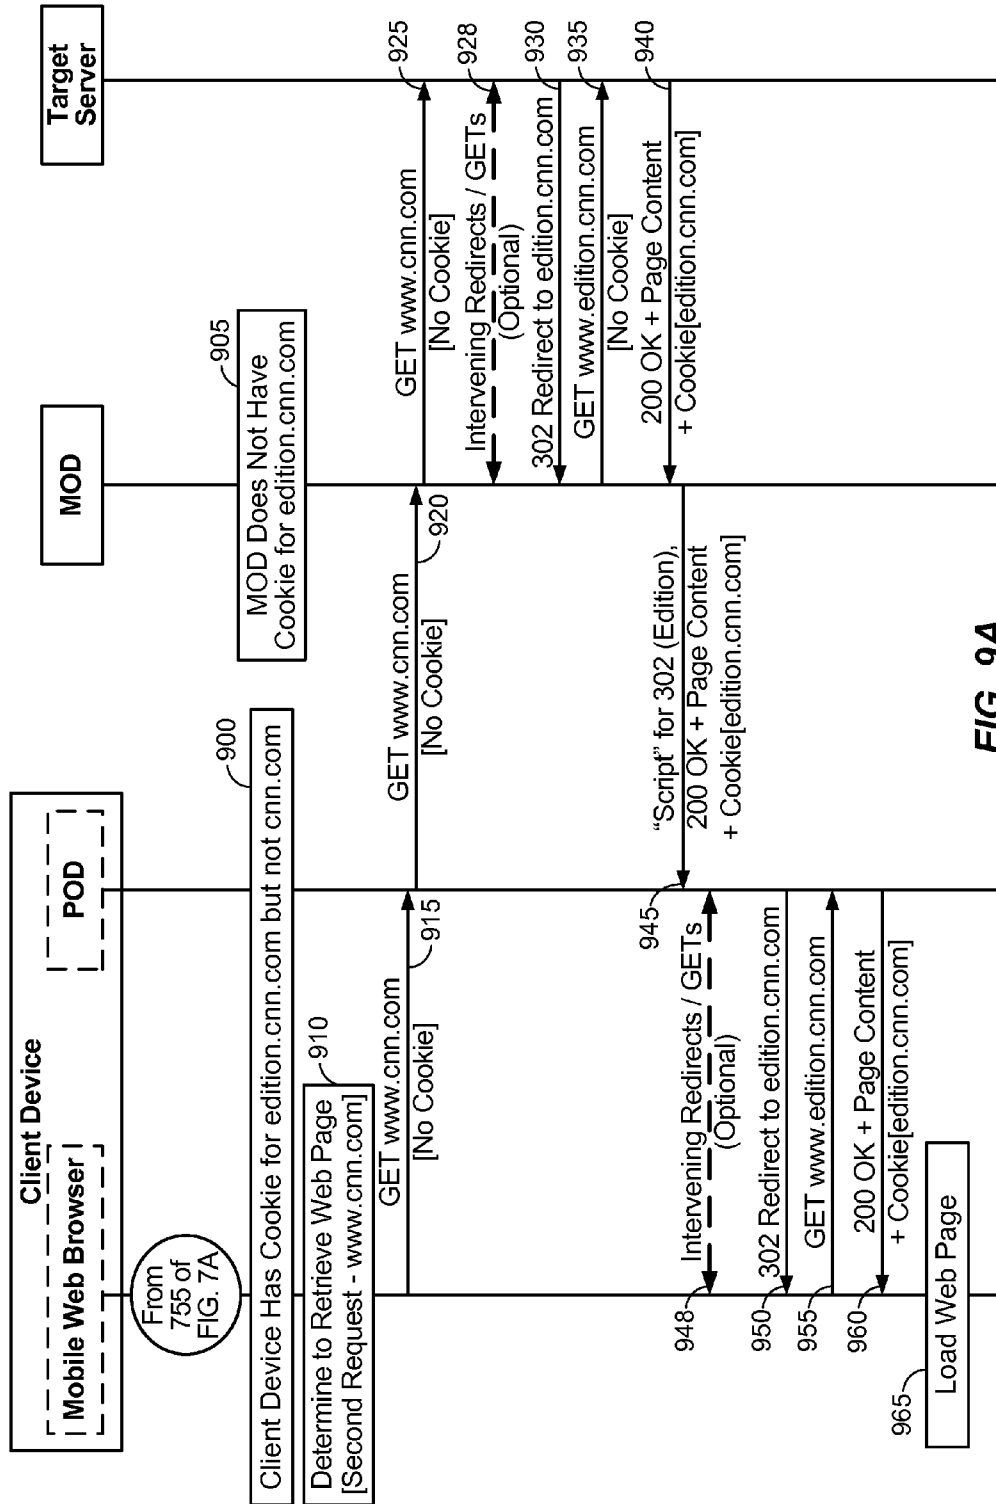 Client Device
Mobile Web Browser
POD
MOD
Target
Server
From
755 of
FIG. 7A
900
Client Device Has Cookie for edition.cnn.com but not cnn.com
905
MOD Does Not Have
Cookie for edition.cnn.com
910
Determine to Retrieve Web Page
[Second Request - www.cnn.com]
GET www.cnn.com
[No Cookie]
915
GET www.cnn.com
[No Cookie]
920
GET www.cnn.com
[No Cookie]
925
Intervening Redirects / GETs
(Optional)
928
302 Redirect to edition.cnn.com
930
GET www.edition.cnn.com
[No Cookie]
935
200 OK + Page Content
+ Cookie[edition.cnn.com]
940
"Script" for 302 (Edition),
200 OK + Page Content
+ Cookie[edition.cnn.com]
945
Intervening Redirects / GETs
(Optional)
948
302 Redirect to edition.cnn.com
950
GET www.edition.cnn.com
955
200 OK + Page Content
+ Cookie[edition.cnn.com]
960
965
Load Web Page
FIG. 9A